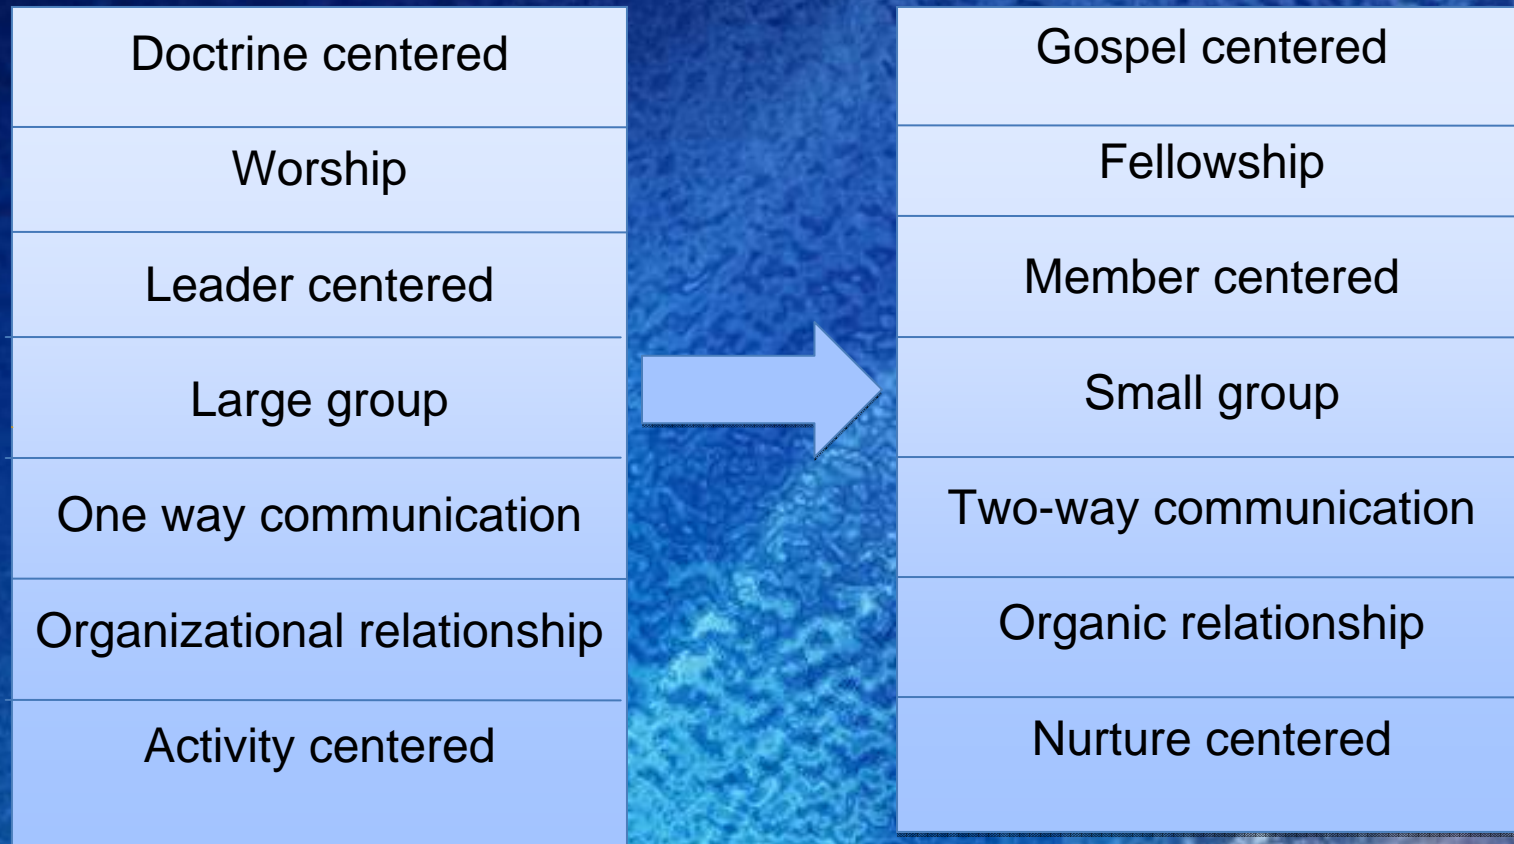 Doctrine centered
Worship
Leader centered
Large group
One way communication
Organizational relationship
Activity centered
Gospel centered
Fellowship
Member centered
Small group
Two-way communication
Organic relationship
Nurture centered